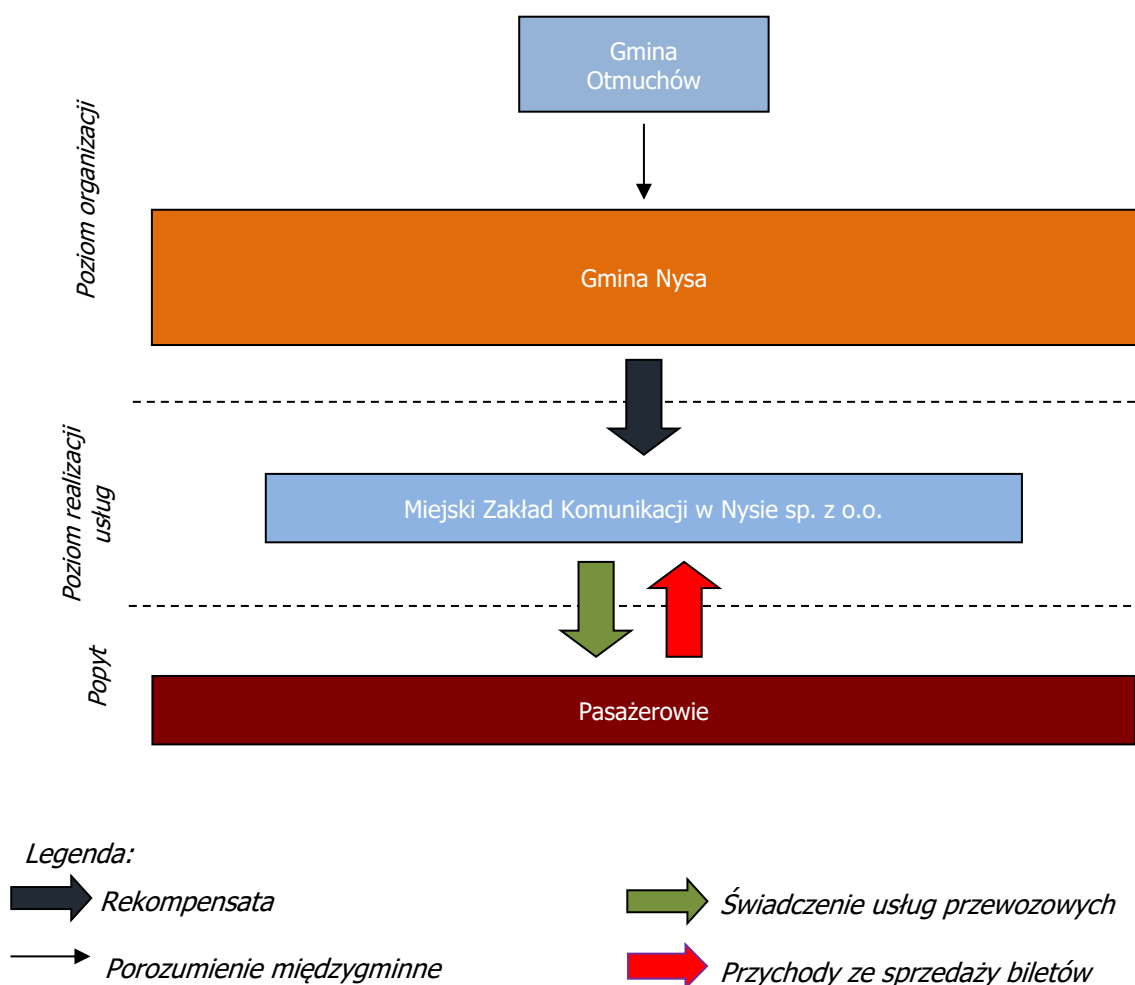 Gmina
Otmuchów
Poziom organizacji
Gmina Nysa
Poziom realizacji
usług
Miejski Zakład Komunikacji w Nysie sp. z o.o.
Popyt
Pasażerowie
Legenda:
Rekompensata
Świadczenie usług przewozowych
Porozumienie międzygminne
Przychody ze sprzedaży biletów